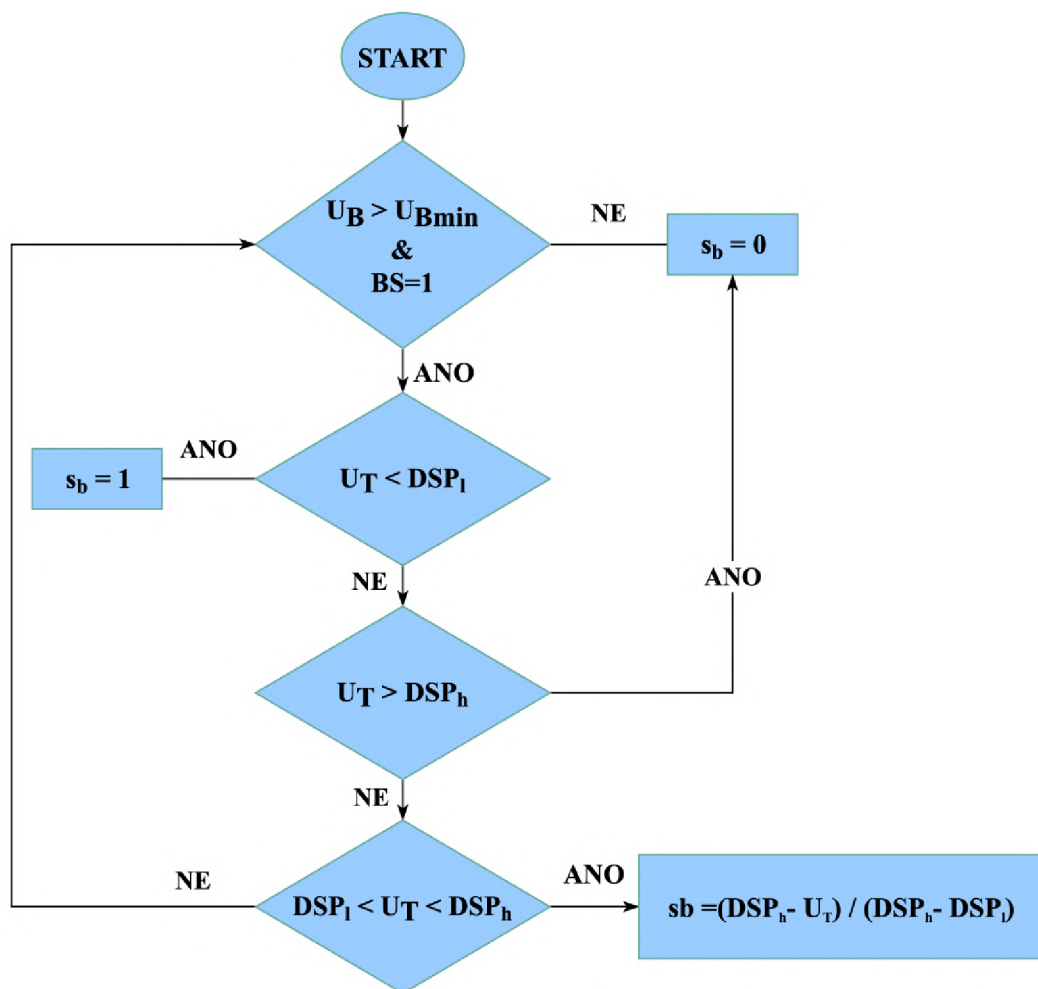 START
U_B > U_Bmin
&
BS=1
NE
s_b = 0
ANO
ANO
s_b = 1
U_T < DSP_l
NE
ANO
U_T > DSP_h
NE
NE
DSP_l < U_T < DSP_h
ANO
sb =(DSP_h- U_T) / (DSP_h- DSP_l)